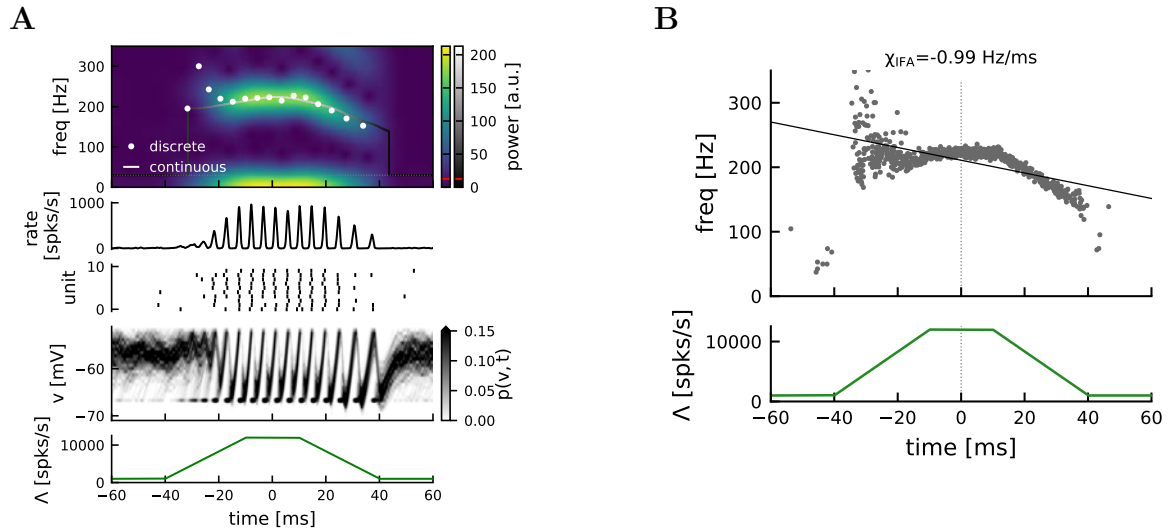 A
300
200
100
0
freq [Hz]
discrete
continuous
200
150
100
50
0
power [a.u.]
1000
0
rate
[spks/s]
10
0
unit
−60
−70
v [mV]
0.15
0.10
0.05
0.00
p(v, t)
10000
0
Λ [spks/s]
−60 −40 −20 0 20 40 60
time [ms]
B
χIFA=-0.99 Hz/ms
300
200
100
0
freq [Hz]
10000
0
Λ [spks/s]
−60 −40 −20 0 20 40 60
time [ms]